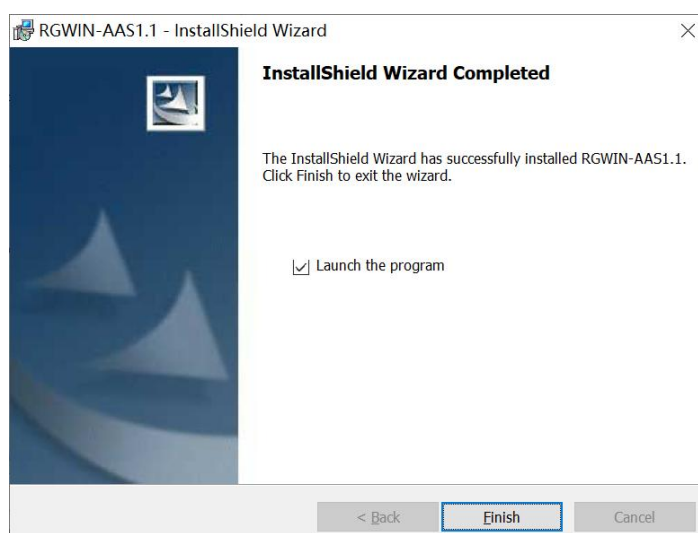 RGWIN-AAS1.1 - InstallShield Wizard
InstallShield Wizard Completed
The InstallShield Wizard has successfully installed RGWIN-AAS1.1.
Click Finish to exit the wizard.
Launch the program
< Back
Finish
Cancel